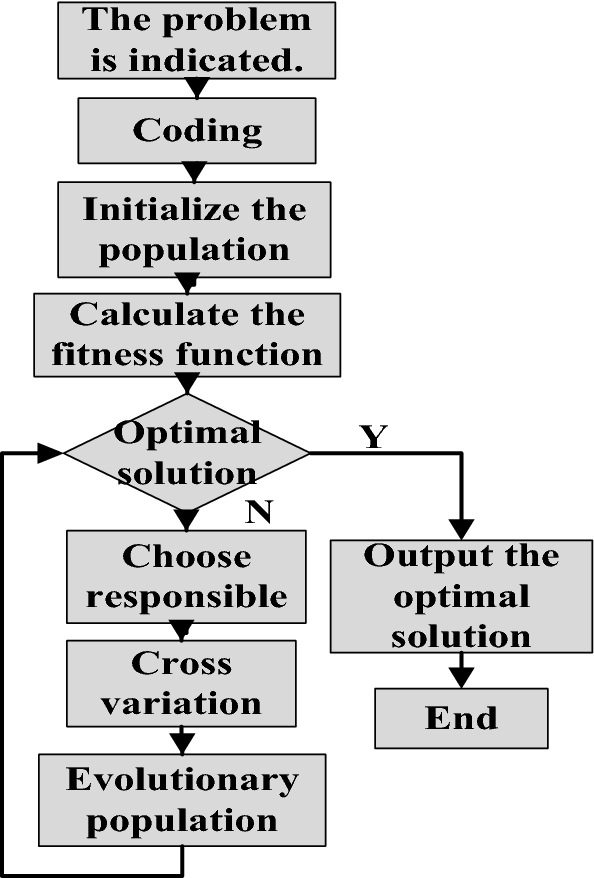 The problem
is indicated.
Coding
Initialize the
population
Calculate the
fitness function
Optimal
solution
Y
N
Choose
responsible
Output the
optimal
solution
Cross
variation
End
Evolutionary
population